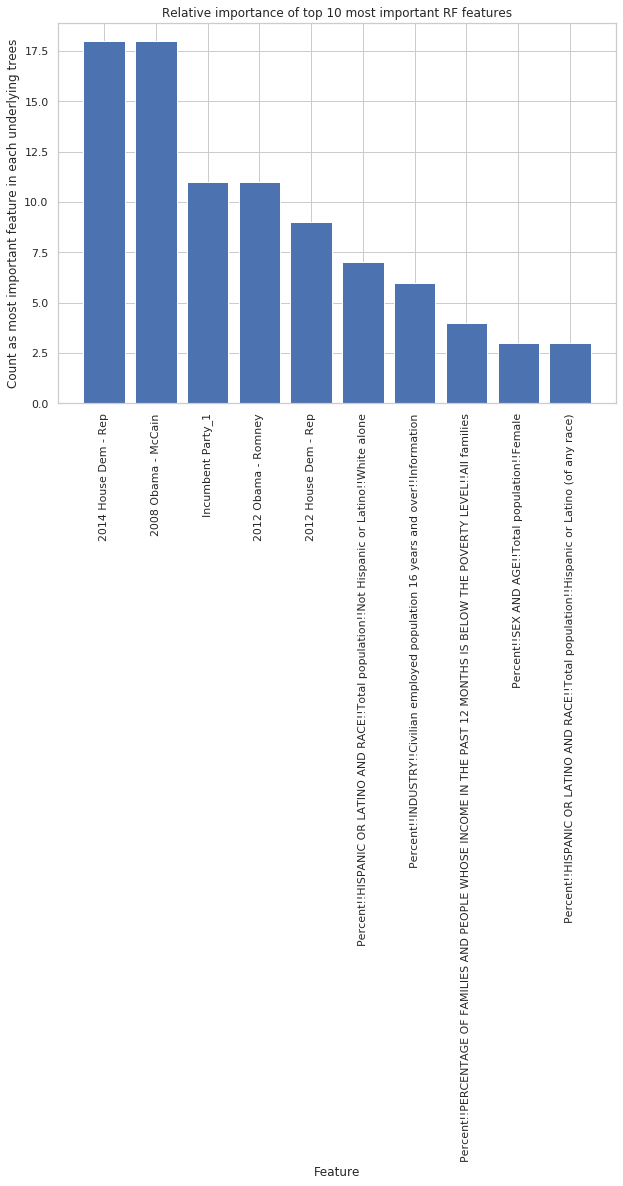 Relative importance of top 10 most important RF features
Count as most important feature in each underlying trees
17.5
15.0
12.5
10.0
7.5
5.0
2.5
0.0
2014 House Dem - Rep
2008 Obama - McCain
Incumbent Party_1
2012 Obama - Romney
2012 House Dem - Rep
Percent!!HISPANIC OR LATINO AND RACE!!Total population!!Not Hispanic or Latino!!White alone
Percent!!INDUSTRY!!Civilian employed population 16 years and over!!Information
Percent!!PERCENTAGE OF FAMILIES AND PEOPLE WHOSE INCOME IN THE PAST 12 MONTHS IS BELOW THE POVERTY LEVEL!!All families
Percent!!SEX AND AGE!!Total population!!Female
Percent!!HISPANIC OR LATINO AND RACE!!Total population!!Hispanic or Latino (of any race)
Feature